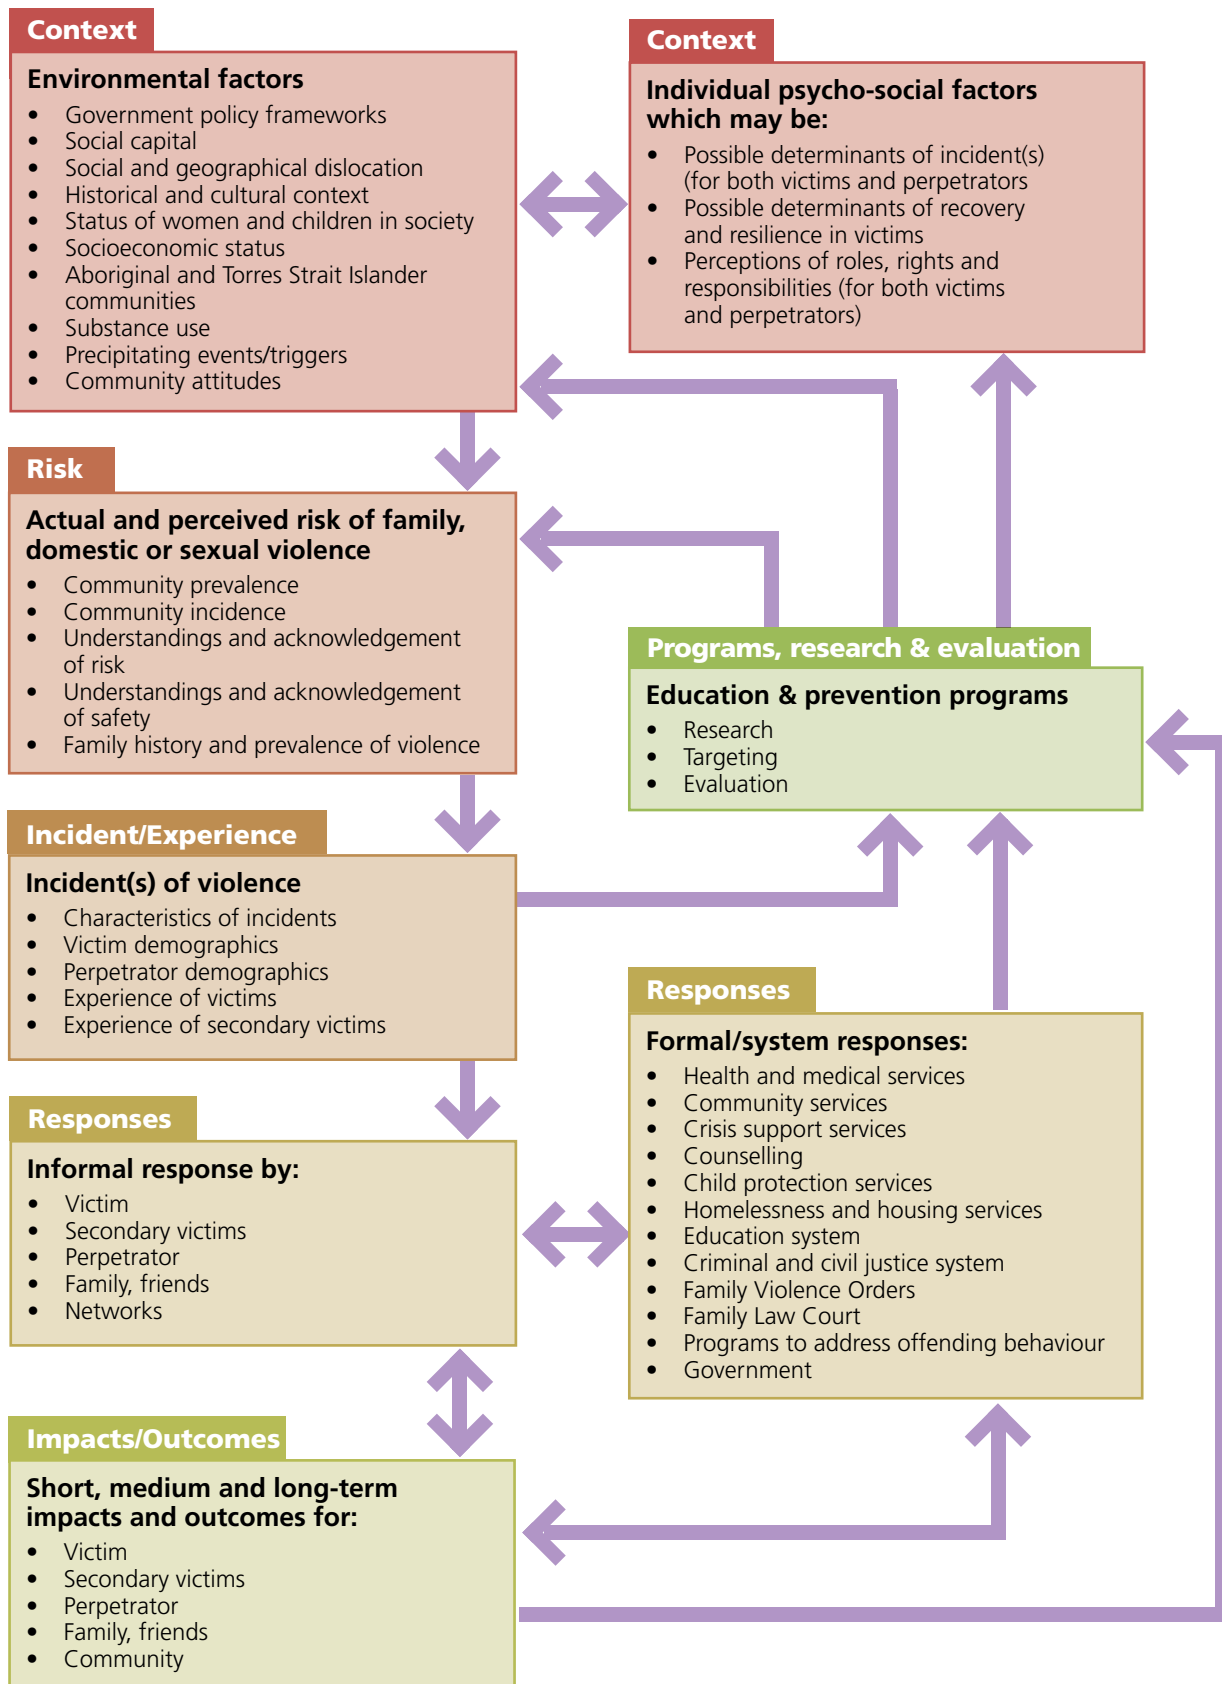 Context
Environmental factors
• Government policy frameworks
• Social capital
• Social and geographical dislocation
• Historical and cultural context
• Status of women and children in society
• Socioeconomic status
• Aboriginal and Torres Strait Islander
communities
• Substance use
• Precipitating events/triggers
• Community attitudes
Context
Individual psycho-social factors
which may be:
• Possible determinants of incident(s)
(for both victims and perpetrators
• Possible determinants of recovery
and resilience in victims
• Perceptions of roles, rights and
responsibilities (for both victims
and perpetrators)
Risk
Actual and perceived risk of family,
domestic or sexual violence
• Community prevalence
• Community incidence
• Understandings and acknowledgement
of risk
• Understandings and acknowledgement
of safety
• Family history and prevalence of violence
Programs, research & evaluation
Education & prevention programs
• Research
• Targeting
• Evaluation
Incident/Experience
Incident(s) of violence
• Characteristics of incidents
• Victim demographics
• Perpetrator demographics
• Experience of victims
• Experience of secondary victims
Responses
Formal/system responses:
• Health and medical services
• Community services
• Crisis support services
• Counselling
• Child protection services
• Homelessness and housing services
• Education system
• Criminal and civil justice system
• Family Violence Orders
• Family Law Court
• Programs to address offending behaviour
• Government
Responses
Informal response by:
• Victim
• Secondary victims
• Perpetrator
• Family, friends
• Networks
Impacts/Outcomes
Short, medium and long-term
impacts and outcomes for:
• Victim
• Secondary victims
• Perpetrator
• Family, friends
• Community